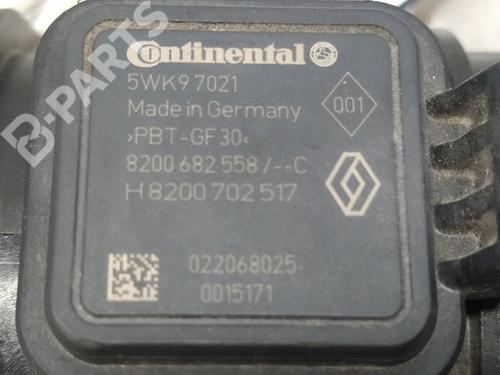 Continental
5WK9 7021
Made in Germany
001
>PBT-GF30<
8200 682 558 /--C
H 8200 702 517
022068025
0015171
B-PARTS